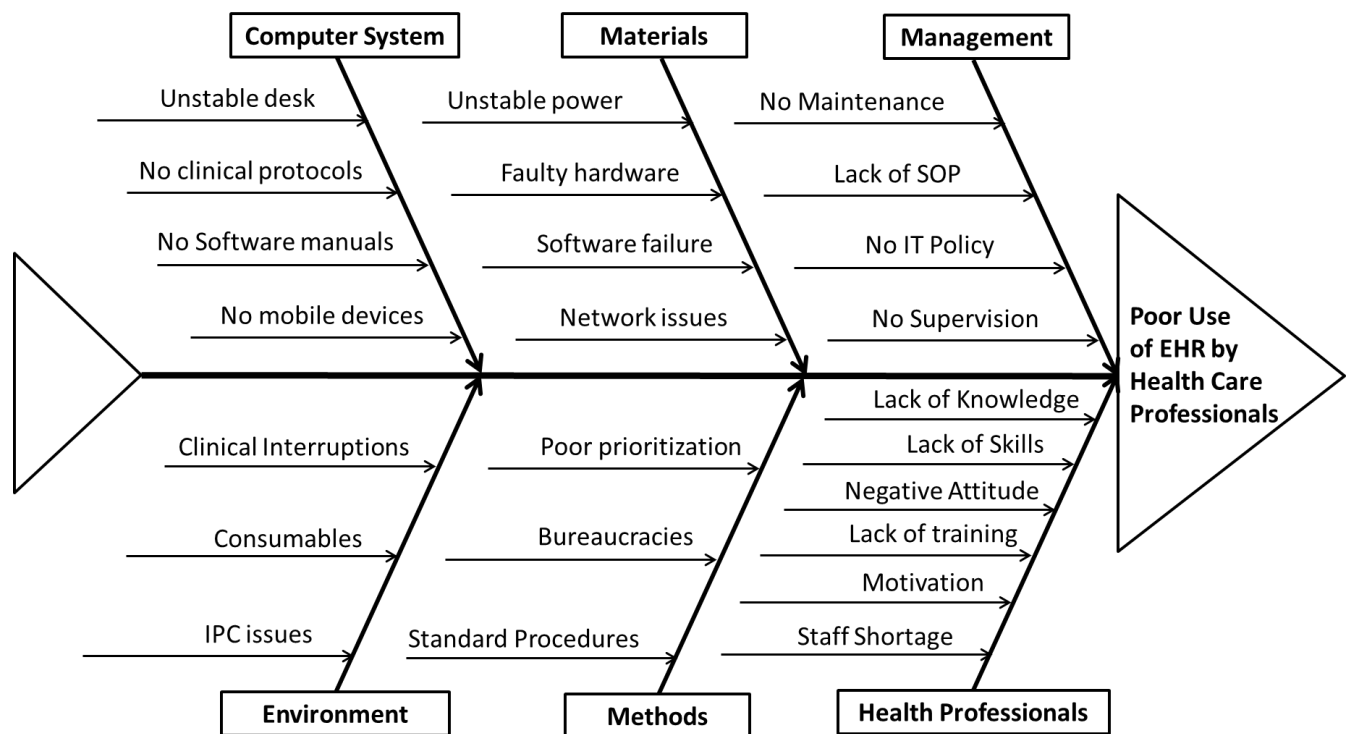 Computer System
Materials
Management
Unstable desk
Unstable power
No Maintenance
No clinical protocols
Faulty hardware
Lack of SOP
No Software manuals
Software failure
No IT Policy
No mobile devices
Network issues
No Supervision
Poor Use
of EHR by
Health Care
Professionals
Lack of Knowledge
Clinical Interruptions
Poor prioritization
Lack of Skills
Negative Attitude
Consumables
Bureaucracies
Lack of training
Motivation
IPC issues
Standard Procedures
Staff Shortage
Environment
Methods
Health Professionals